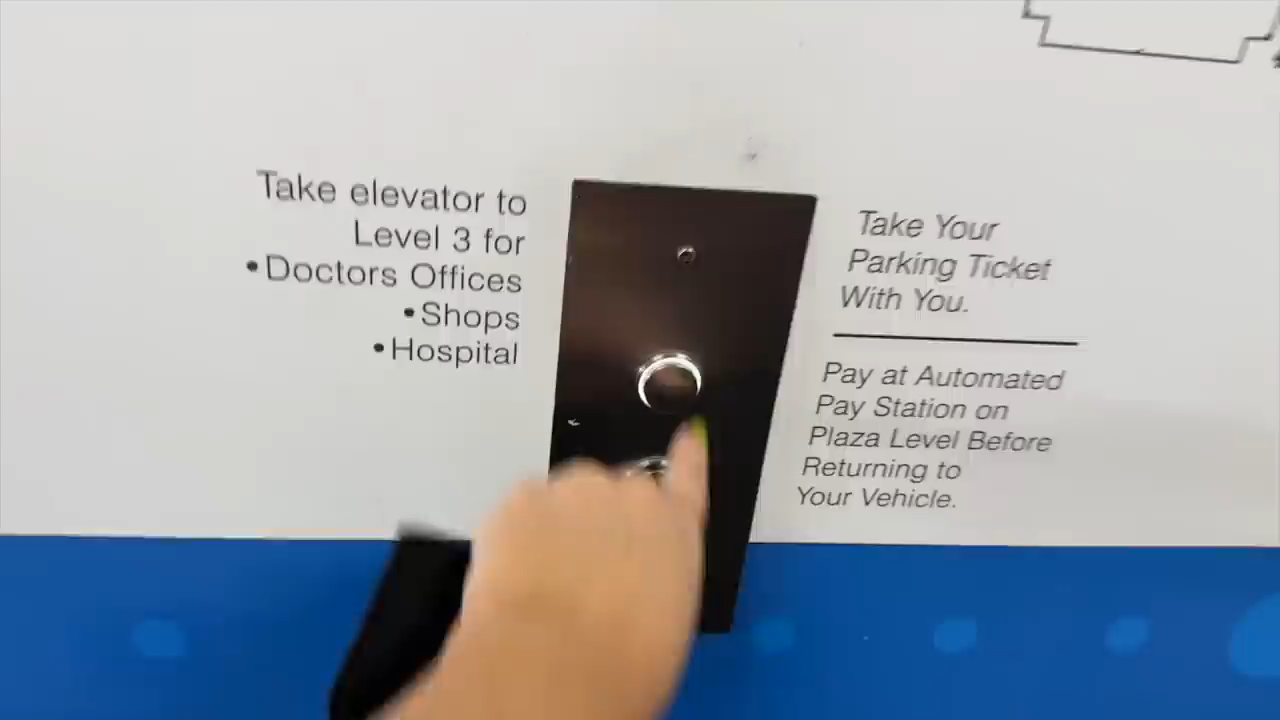 Take elevator to
Level 3 for
•Doctors Offices
•Shops
•Hospital
Take Your
Parking Ticket
With You.
Pay at Automated
Pay Station on
Plaza Level Before
Returning to
Your Vehicle.